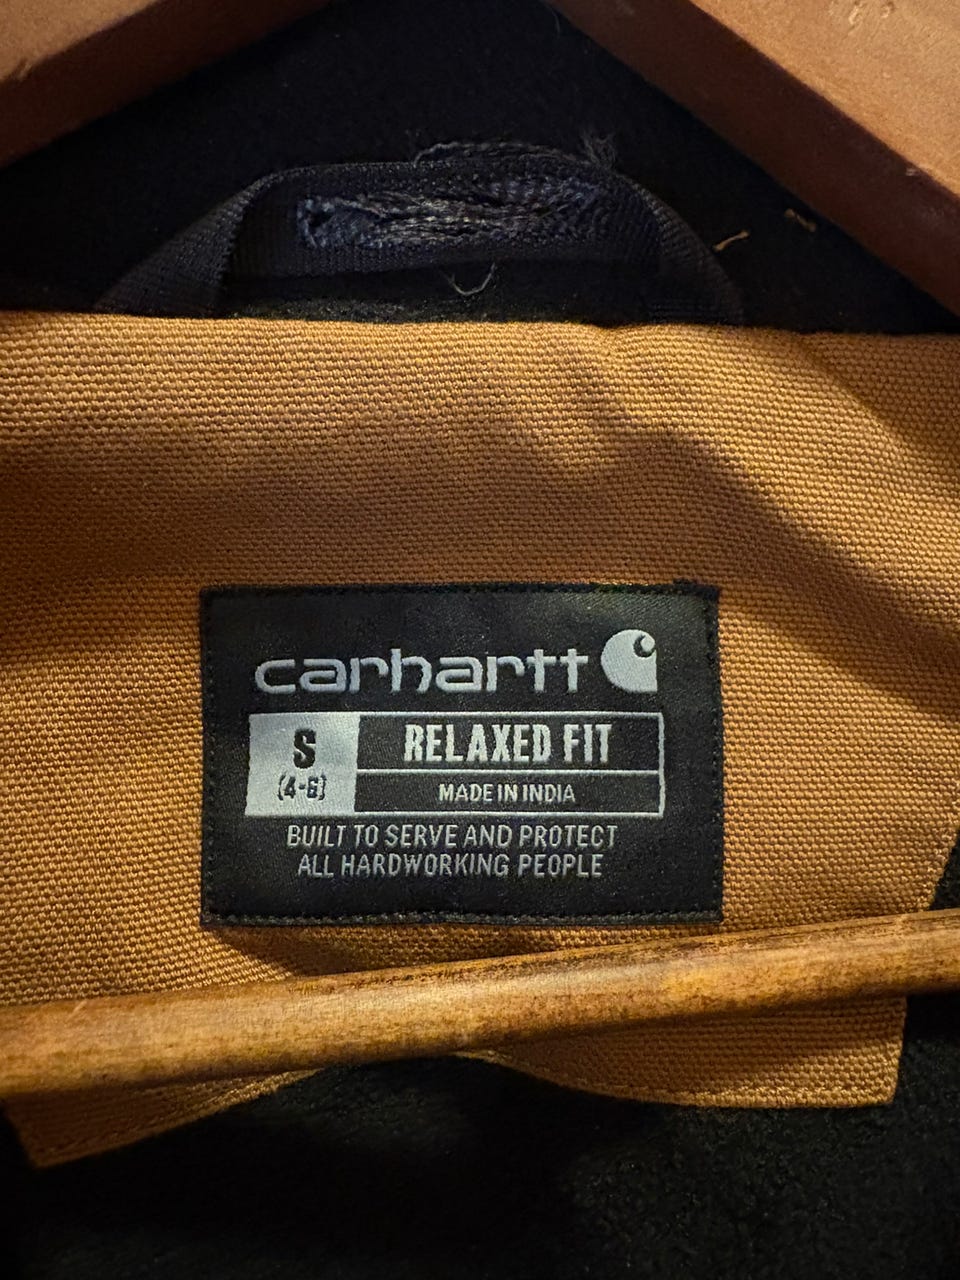 carhartt
S
(4-6)
RELAXED FIT
MADE IN INDIA
BUILT TO SERVE AND PROTECT
ALL HARDWORKING PEOPLE